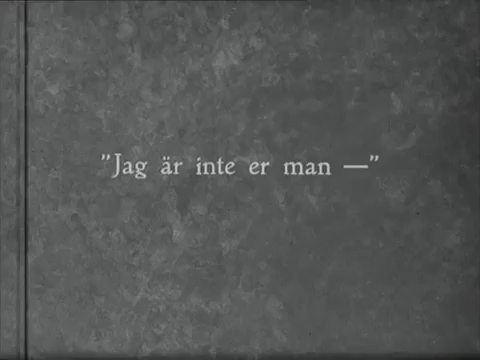 "Jag är inte er man —"